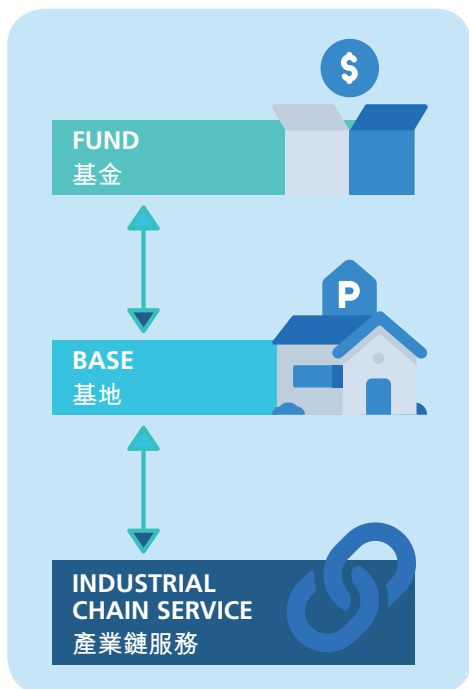 $
FUND
基金
P
BASE
基地
INDUSTRIAL
CHAIN SERVICE
產業鏈服務